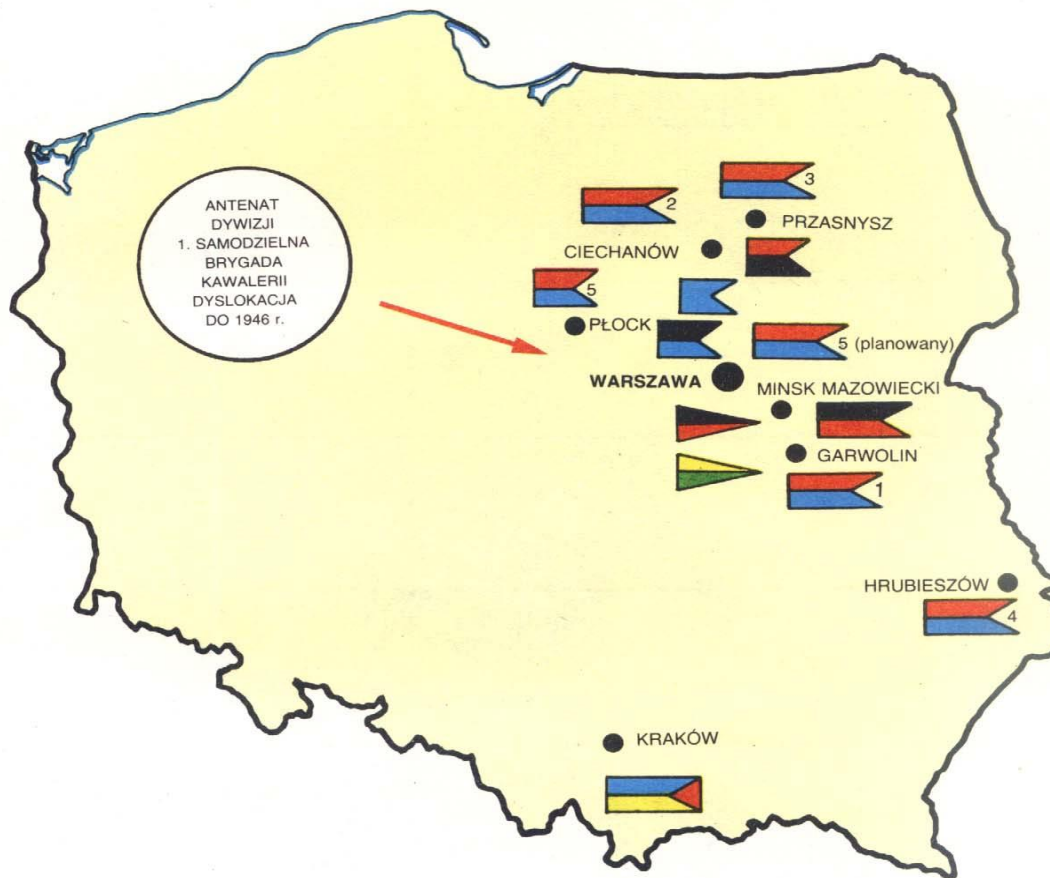 ANTENAT
DYWIZJI
1. SAMODZIELNA
BRYGADA
KAWALERII
DYSLOKACJA
DO 1946 r.
3
2
PRZASNYSZ
CIECHANÓW
5
PŁOCK
5 (planowany)
WARSZAWA
MINSK MAZOWIECKI
GARWOLIN
1
HRUBIESZÓW
4
KRAKÓW